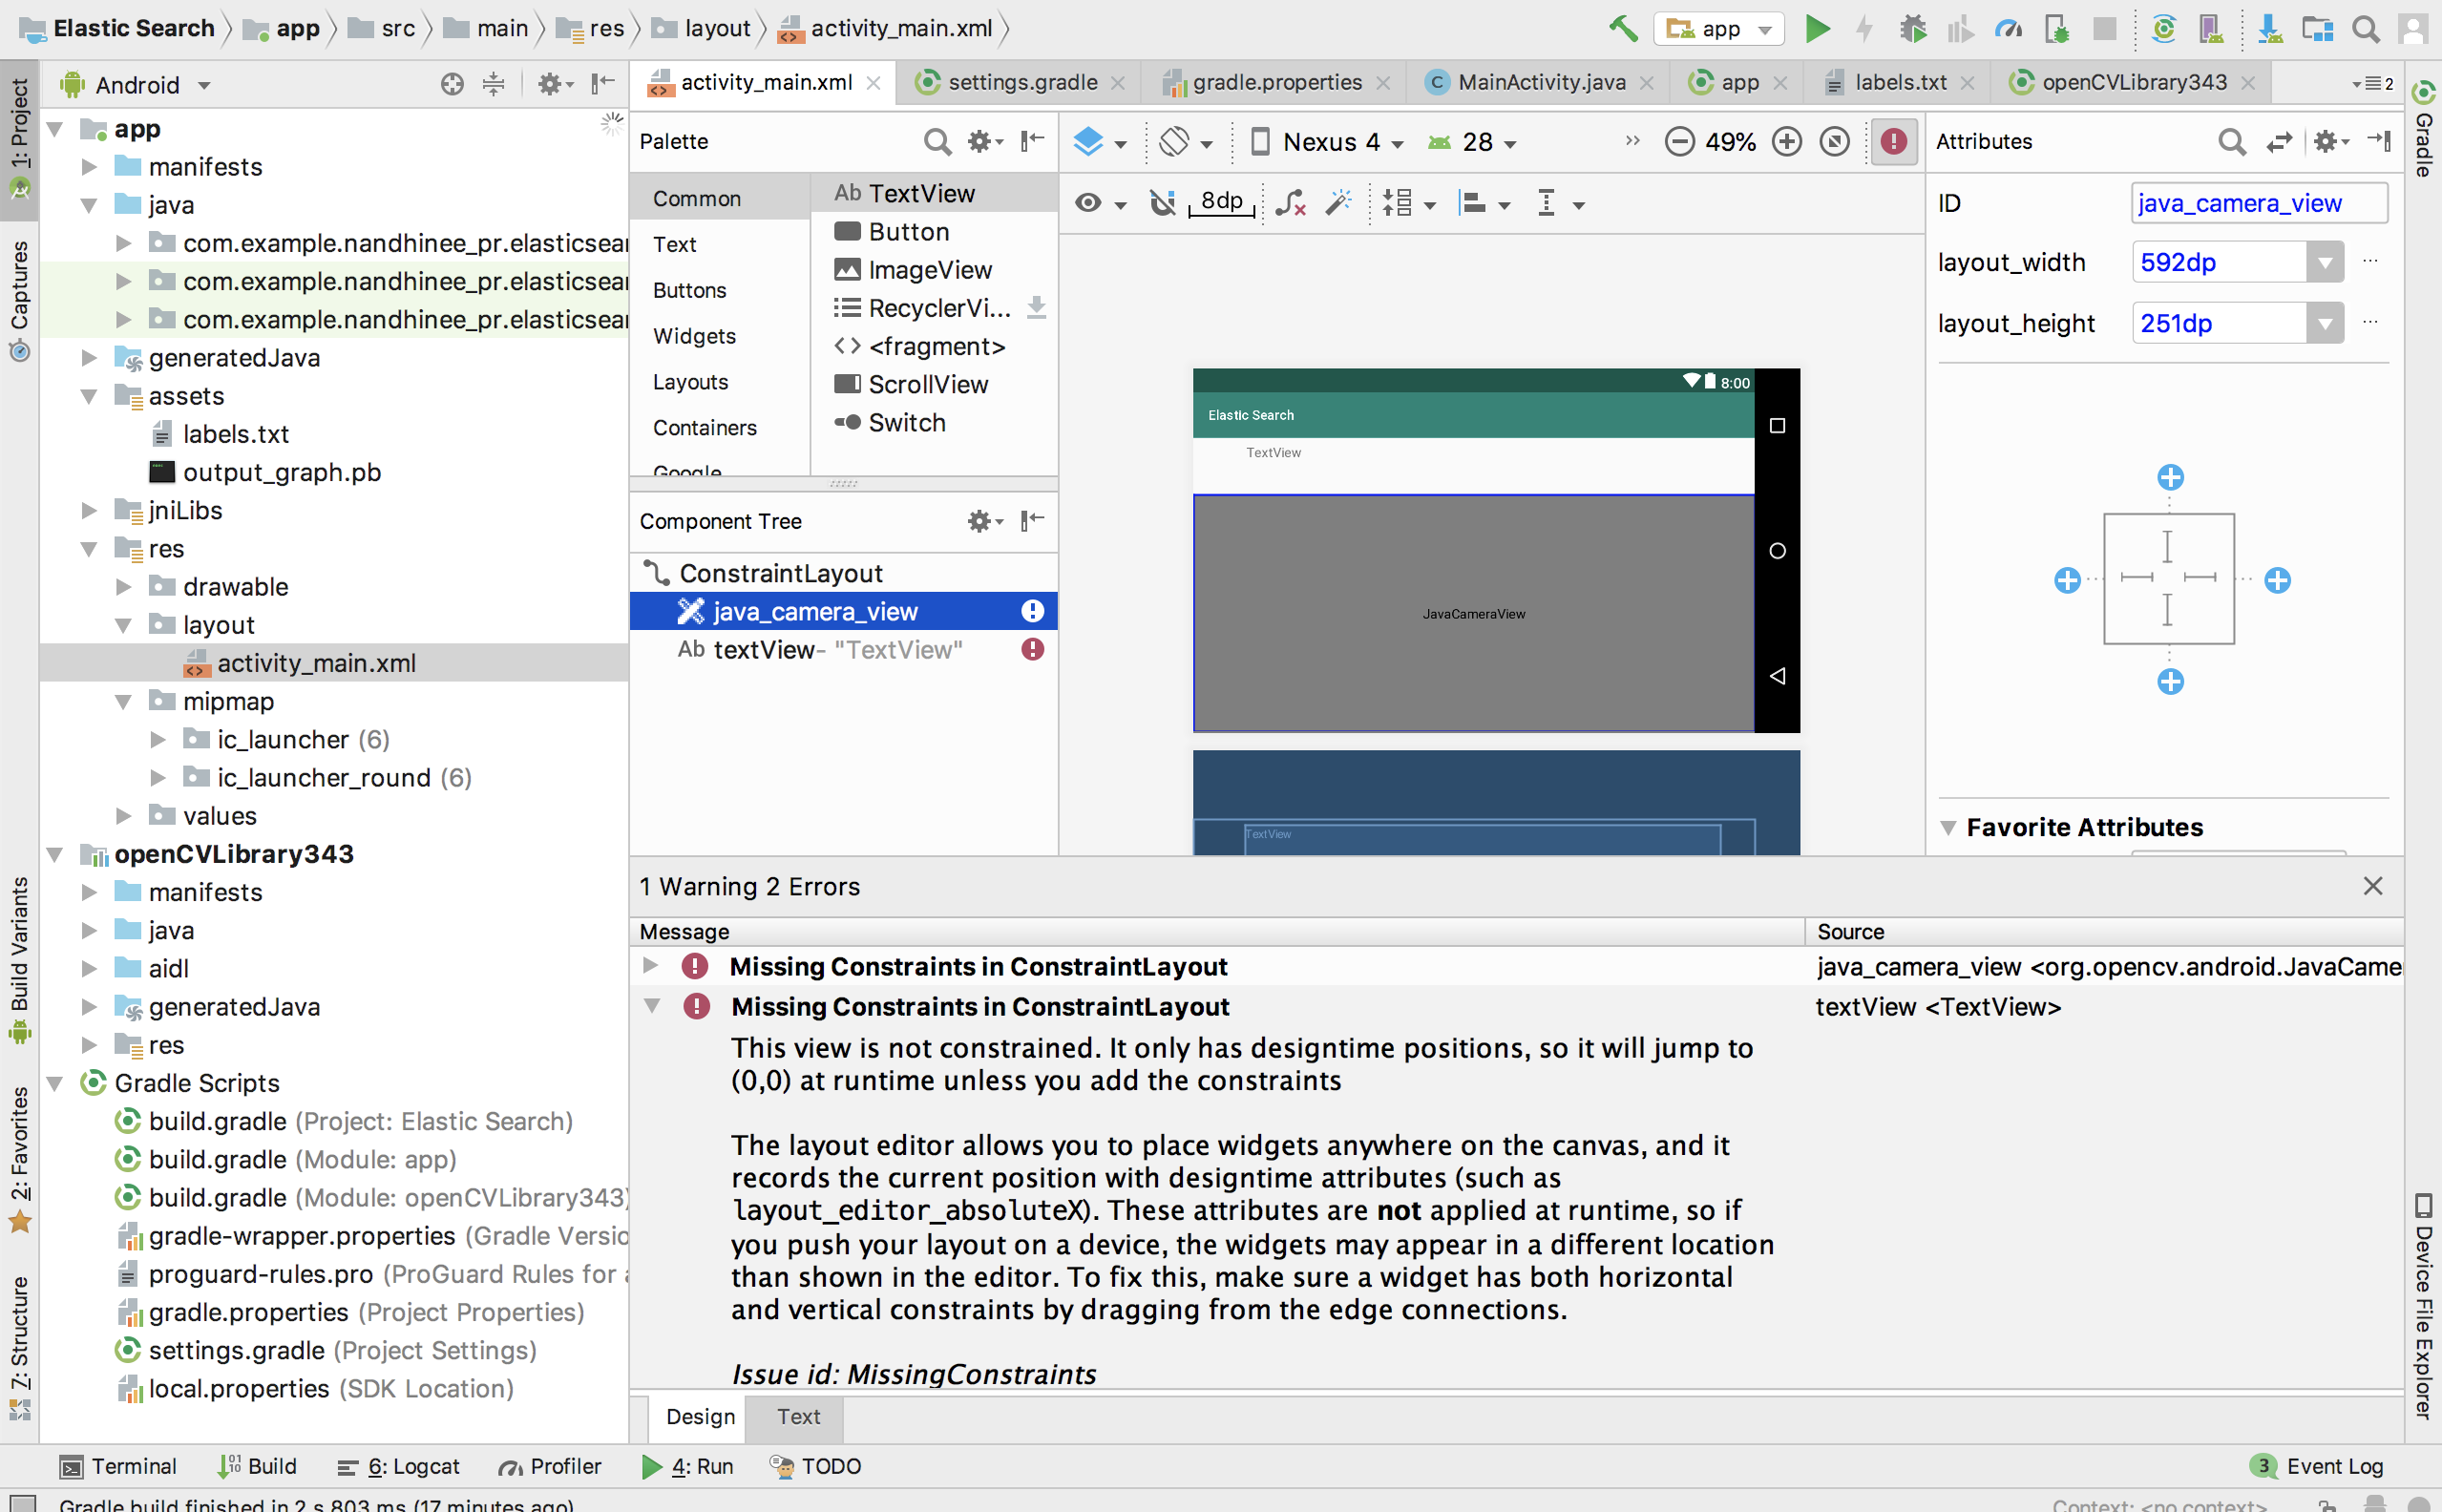 Elastic Search app src main res layout activity_main.xml
app
1: Project
Captures
Build Variants
2: Favorites
Z: Structure
Android
app
manifests
java
com.example.nandhinee_pr.elasticsear
com.example.nandhinee_pr.elasticsear
com.example.nandhinee_pr.elasticsear
generatedJava
assets
labels.txt
output_graph.pb
jniLibs
res
drawable
layout
activity_main.xml
mipmap
ic_launcher (6)
ic_launcher_round (6)
values
openCVLibrary343
manifests
java
aidl
generatedJava
res
Gradle Scripts
build.gradle (Project: Elastic Search)
build.gradle (Module: app)
build.gradle (Module: openCVLibrary343)
gradle-wrapper.properties (Gradle Versio
proguard-rules.pro (ProGuard Rules for a
gradle.properties (Project Properties)
settings.gradle (Project Settings)
local.properties (SDK Location)
activity_main.xml settings.gradle gradle.properties MainActivity.java app labels.txt openCVLibrary343 2
Palette
Common
Text
Buttons
Widgets
Layouts
Containers
Google
Ab TextView
Button
ImageView
RecyclerVi...
<> <fragment>
ScrollView
Switch
Component Tree
ConstraintLayout
java_camera_view
Ab textView- "TextView"
Nexus 4 28 49%
8dp
8:00
Elastic Search
TextView
JavaCameraView
TextView
Attributes
ID java_camera_view
layout_width 592dp ...
layout_height 251dp ...
Favorite Attributes
Gradle
Device File Explorer
1 Warning 2 Errors
Message Source
Missing Constraints in ConstraintLayout java_camera_view <org.opencv.android.JavaCame
Missing Constraints in ConstraintLayout textView <TextView>
This view is not constrained. It only has designtime positions, so it will jump to
(0,0) at runtime unless you add the constraints
The layout editor allows you to place widgets anywhere on the canvas, and it
records the current position with designtime attributes (such as
layout_editor_absoluteX). These attributes are not applied at runtime, so if
you push your layout on a device, the widgets may appear in a different location
than shown in the editor. To fix this, make sure a widget has both horizontal
and vertical constraints by dragging from the edge connections.
Issue id: MissingConstraints
Design Text
Terminal Build 6: Logcat Profiler 4: Run TODO 3 Event Log
Gradle build finished in 2 s 803 ms (17 minutes ago) Context: <no context>